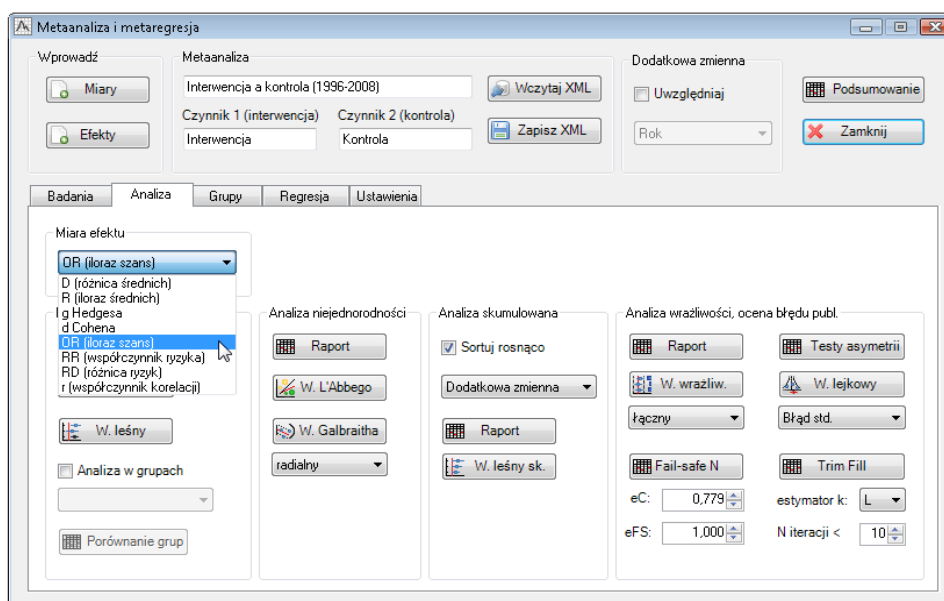 Metaanaliza i metaregresja
Wprowadź
Miary
Efekty
Metaanaliza
Interwencja a kontrola (1996-2008)
Czynnik 1 (interwencja) Czynnik 2 (kontrola)
Interwencja Kontrola
Wczytaj XML
Zapisz XML
Dodatkowa zmienna
Uwzględniaj
Rok
Podsumowanie
Zamknij
Badania Analiza Grupy Regresja Ustawienia
Miara efektu
OR (iloraz szans)
D (różnica średnich)
R (iloraz średnich)
g Hedgesa
d Cohena
OR (iloraz szans)
RR (współczynnik ryzyka)
RD (różnica ryzyk)
r (współczynnik korelacji)
W. leśny
Analiza w grupach
Porównanie grup
Analiza niejednorodności
Raport
W. L'Abbego
W. Galbraitha
radialny
Analiza skumulowana
Sortuj rosnąco
Dodatkowa zmienna
Raport
W. leśny sk.
Analiza wrażliwości, ocena błędu publ.
Raport Testy asymetrii
W. wrażliw. W. lejkowy
łączny Błąd std.
Fail-safe N Trim Fill
eC: 0,779 estymator k: L
eFS: 1,000 N iteracji < 10